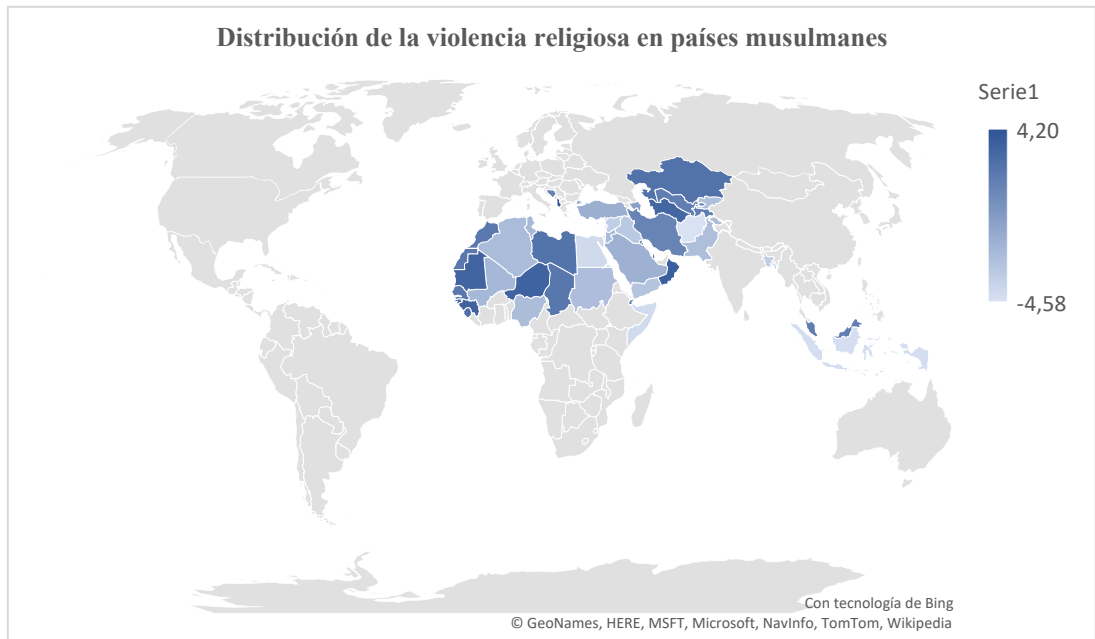 Distribución de la violencia religiosa en países musulmanes
Serie1
4,20
-4,58
Con tecnología de Bing
© GeoNames, HERE, MSFT, Microsoft, NavInfo, TomTom, Wikipedia